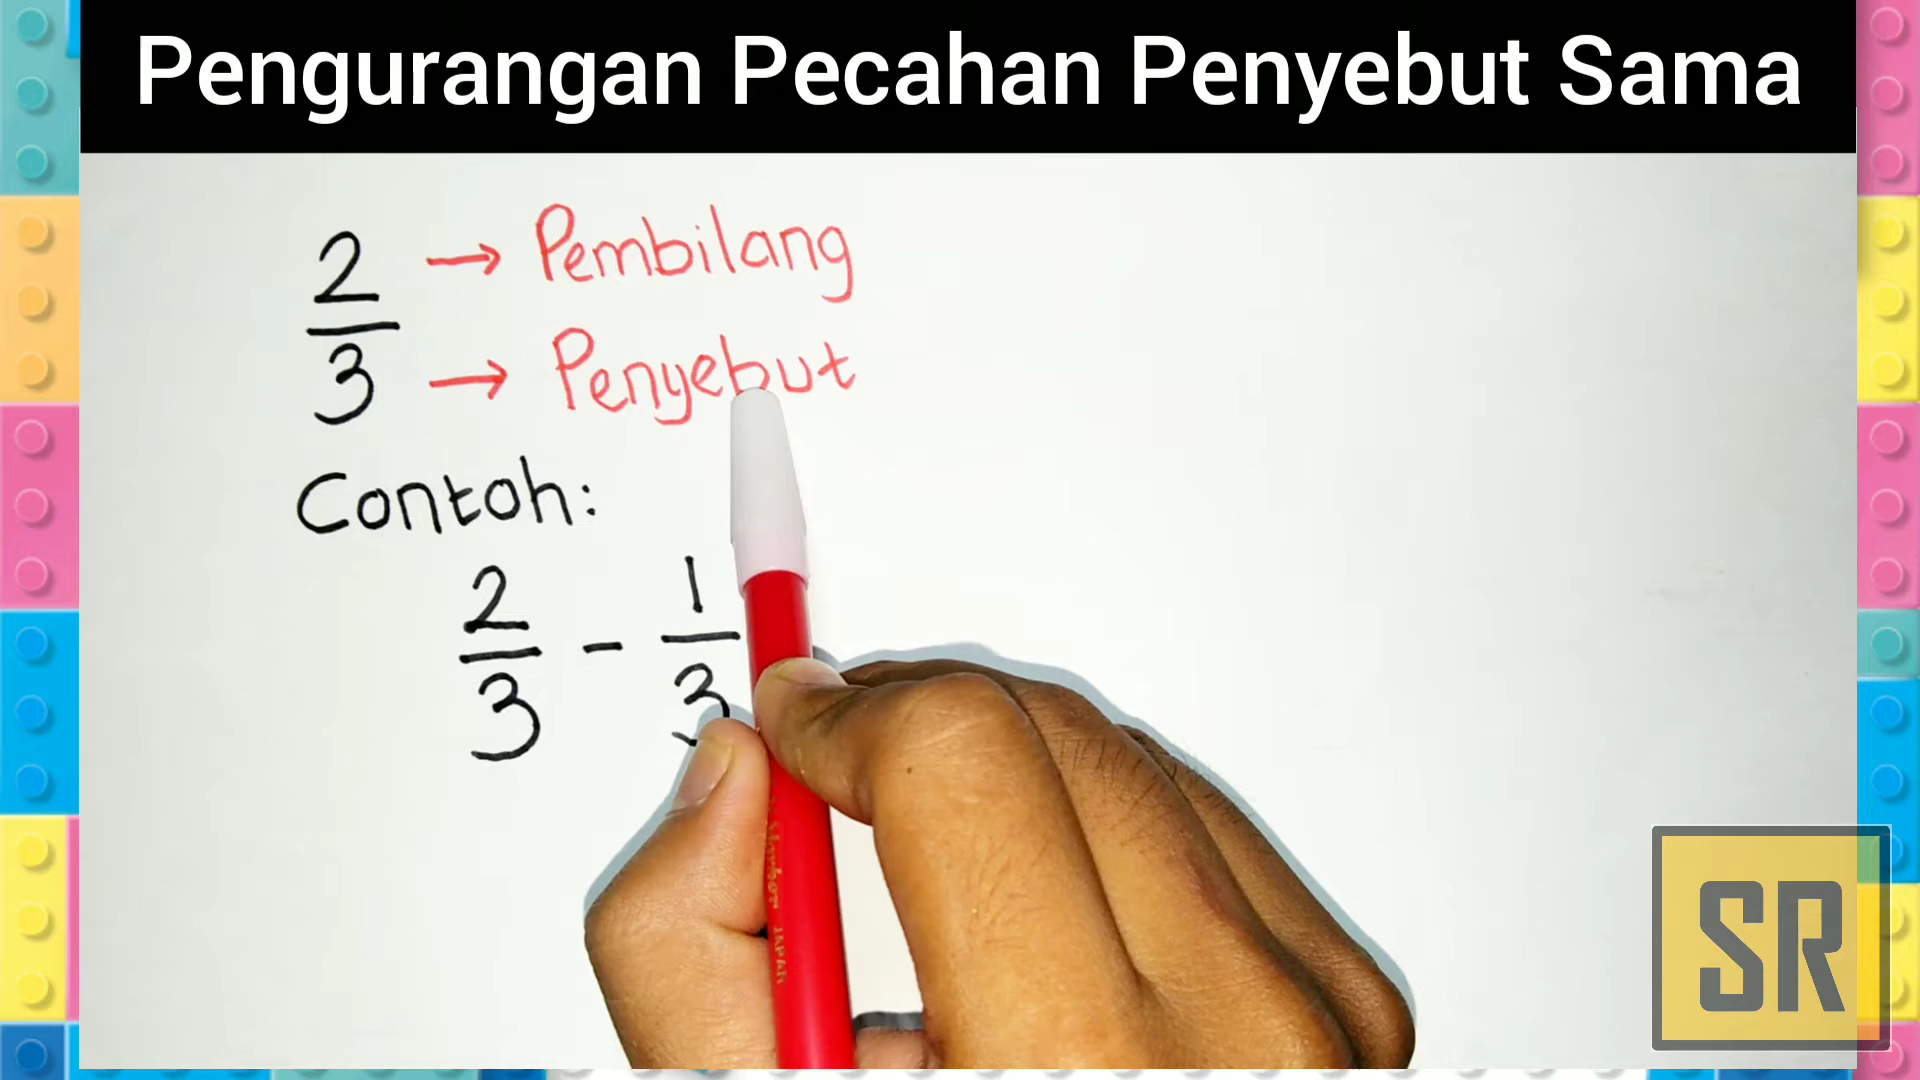 Pengurangan Pecahan Penyebut Sama
2 → Pembilang
3 → Penyebut
Contoh:
2/3 - 1/3
SR